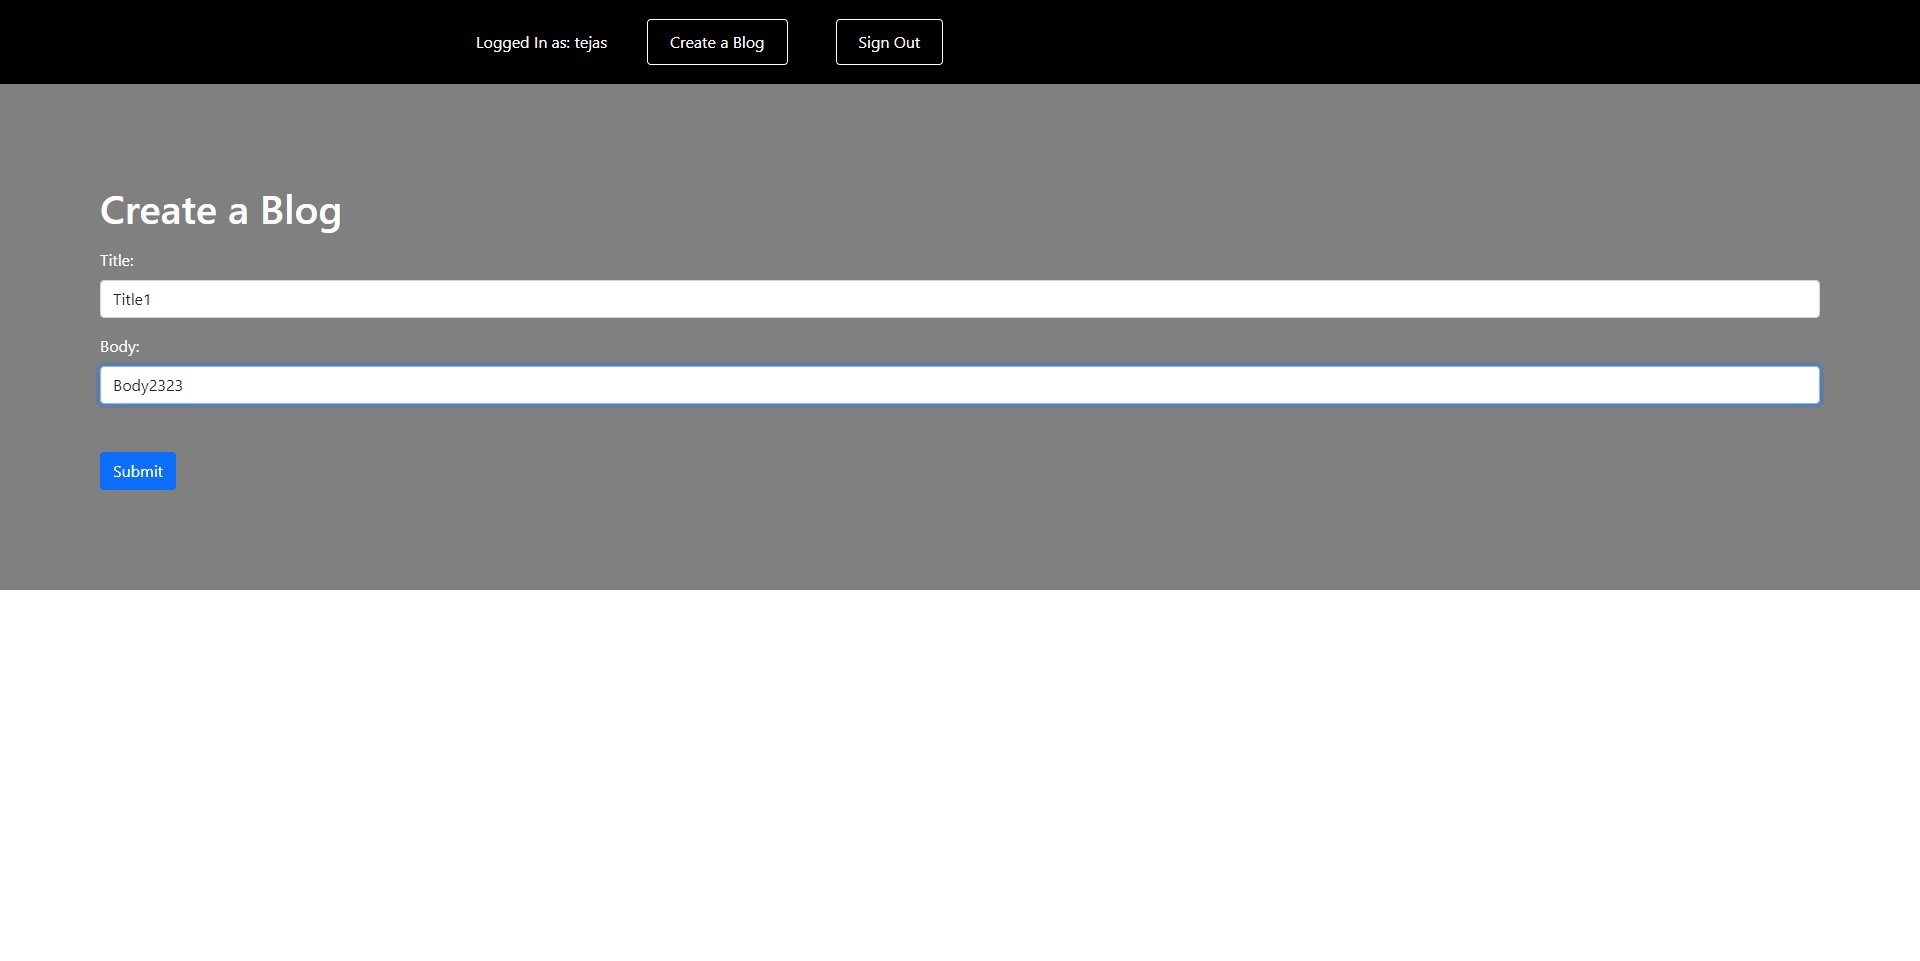 Logged In as: tejas Create a Blog Sign Out
Create a Blog
Title:
Title1
Body:
Body2323
Submit